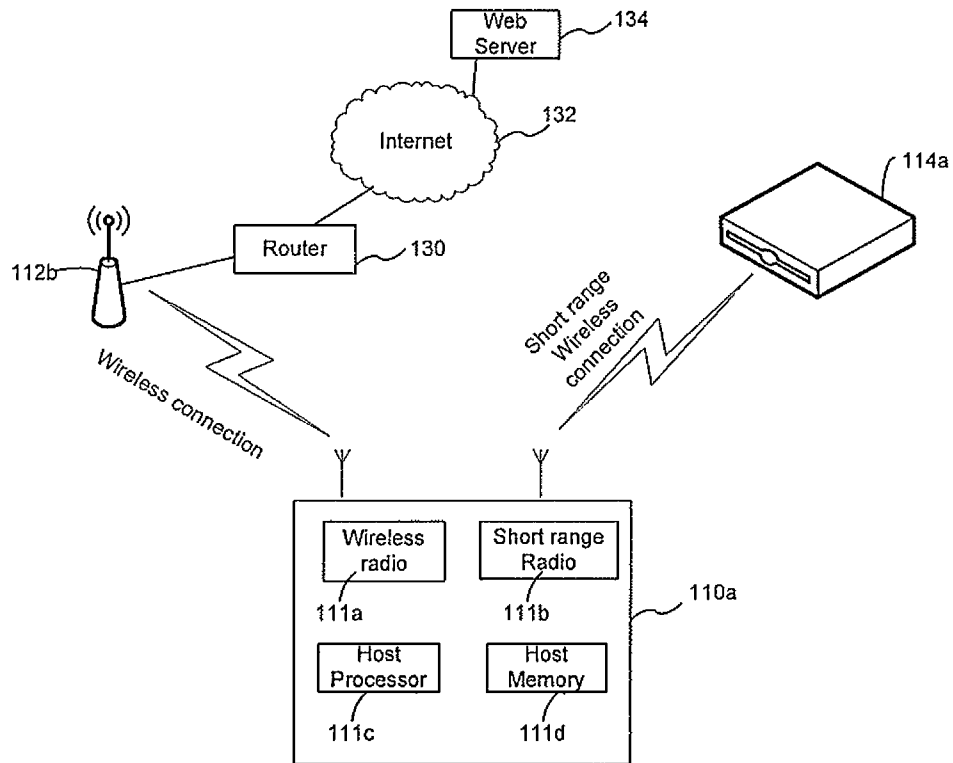 Web
Server
134
Internet
132
114a
Router
130
112b
Short range
Wireless
connection
Wireless connection
Wireless
radio
Short range
Radio
110a
111a
111b
Host
Processor
Host
Memory
111c
111d